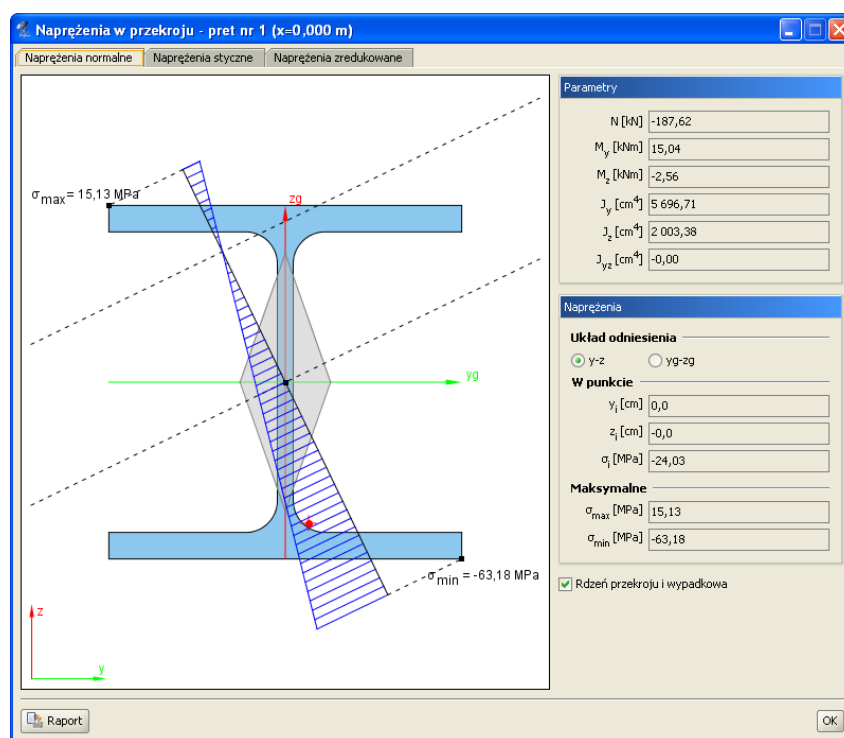 Naprężenia w przekroju - pret nr 1 (x=0,000 m)
Naprężenia normalne
Naprężenia styczne
Naprężenia zredukowane
σmax = 15,13 MPa
zg
yg
σmin = -63,18 MPa
z
y
Parametry
N [kN] -187,62
My [kNm] 15,04
Mz [kNm] -2,56
Jy [cm4] 5 696,71
Jz [cm4] 2 003,38
Jyz [cm4] -0,00
Naprężenia
Układ odniesienia
y-z
yg-zg
W punkcie
yi [cm] 0,0
zi [cm] -0,0
σi [MPa] -24,03
Maksymalne
σmax [MPa] 15,13
σmin [MPa] -63,18
Rdzeń przekroju i wypadkowa
Raport
OK